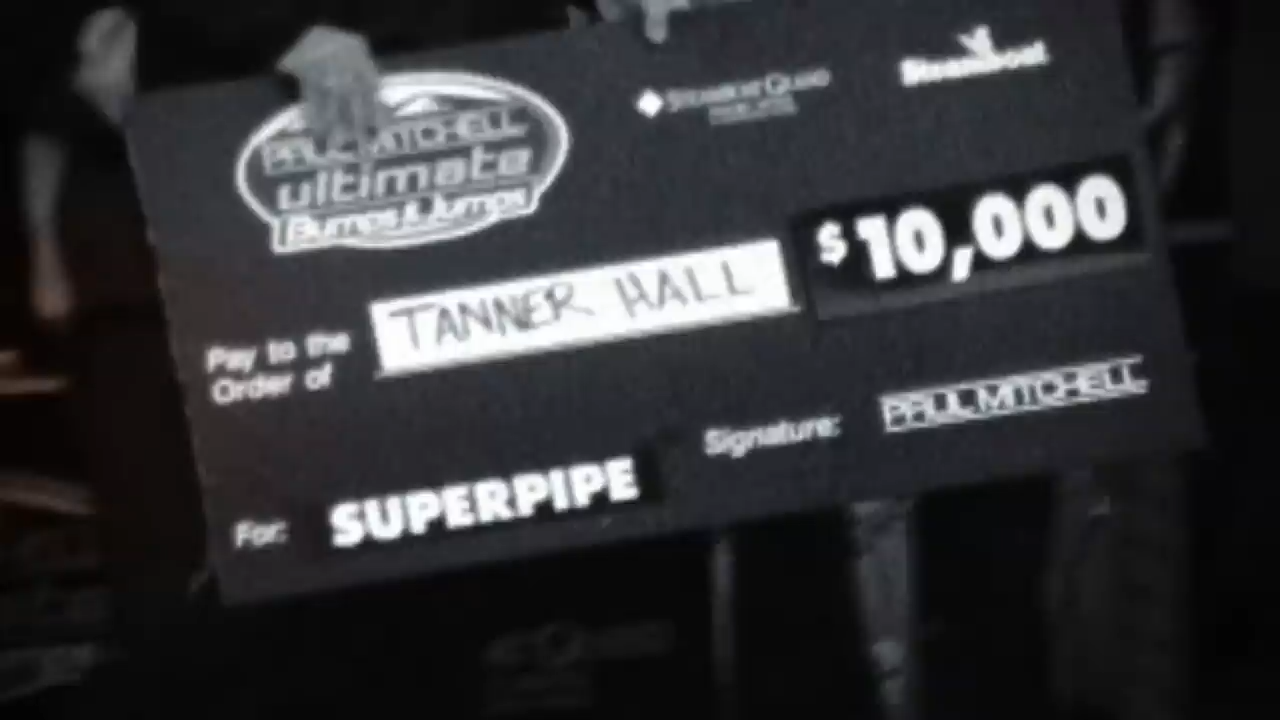 PAUL MITCHELL
ultimate
Bumps & Jumps
Steamboat
$10,000
Pay to the
Order of
TANNER HALL
Signature:
PAUL MITCHELL
For:
SUPERPIPE